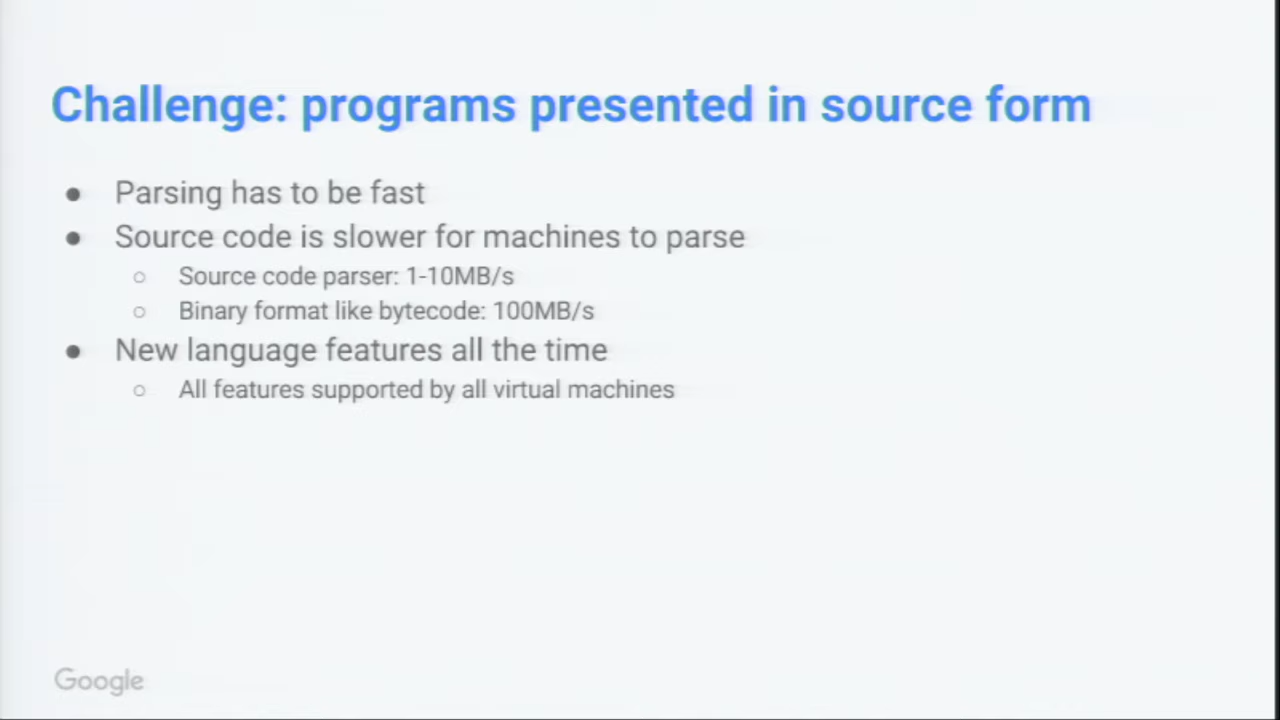 Challenge: programs presented in source form
● Parsing has to be fast
● Source code is slower for machines to parse
○ Source code parser: 1-10MB/s
○ Binary format like bytecode: 100MB/s
● New language features all the time
○ All features supported by all virtual machines
Google